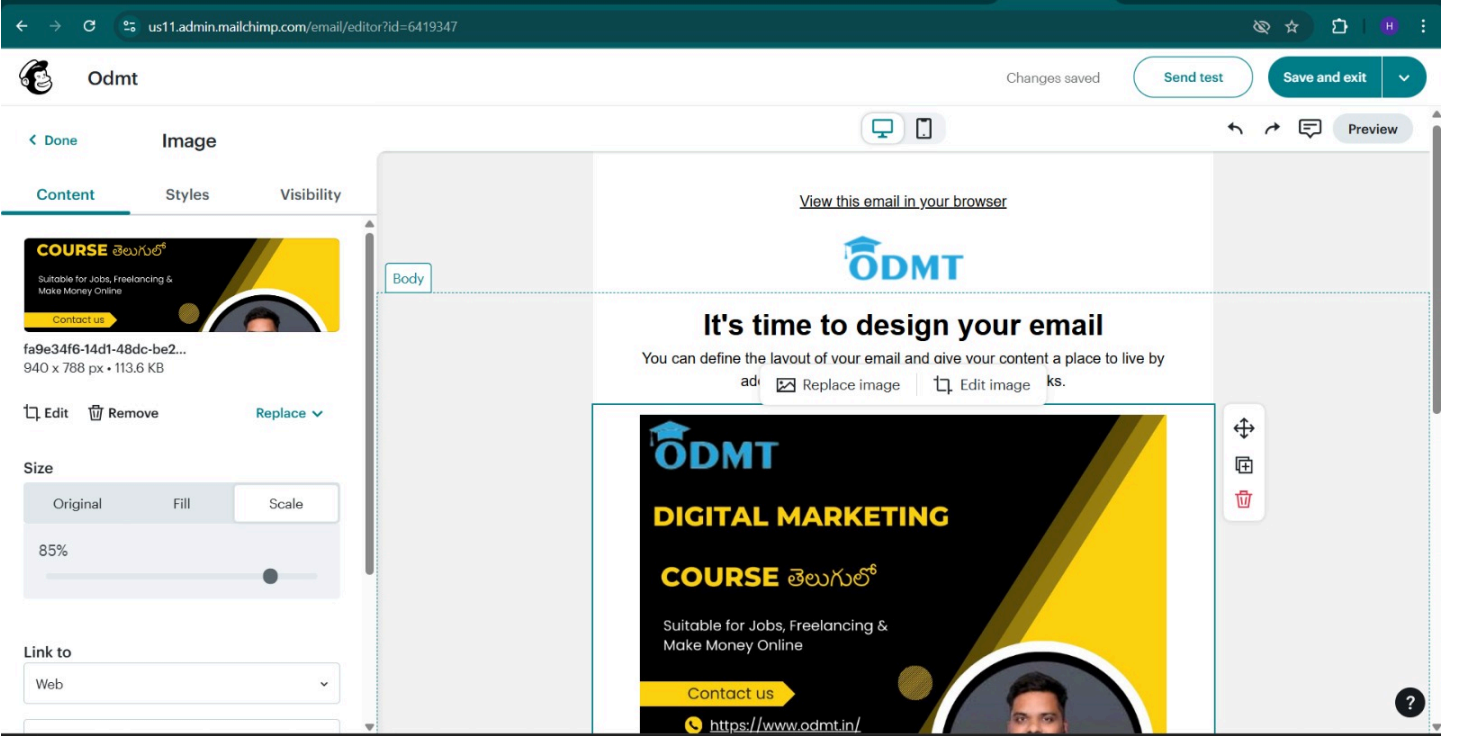 us11.admin.mailchimp.com/email/editor?id=6419347
H
Odmt
Changes saved
Send test
Save and exit
Done
Image
Preview
Content Styles Visibility
COURSE తెలుగులో
Suitable for Jobs, Freelancing &
Make Money Online
Contact us
fa9e34f6-14d1-48dc-be2...
940 x 788 px • 113.6 KB
Edit Remove Replace
Size
Original Fill Scale
85%
Link to
Web
View this email in your browser
ODMT
Body
It's time to design your email
You can define the layout of your email and give your content a place to live by
ks.
Replace image Edit image
ODMT
DIGITAL MARKETING
COURSE తెలుగులో
Suitable for Jobs, Freelancing &
Make Money Online
Contact us
https://www.odmt.in/
?